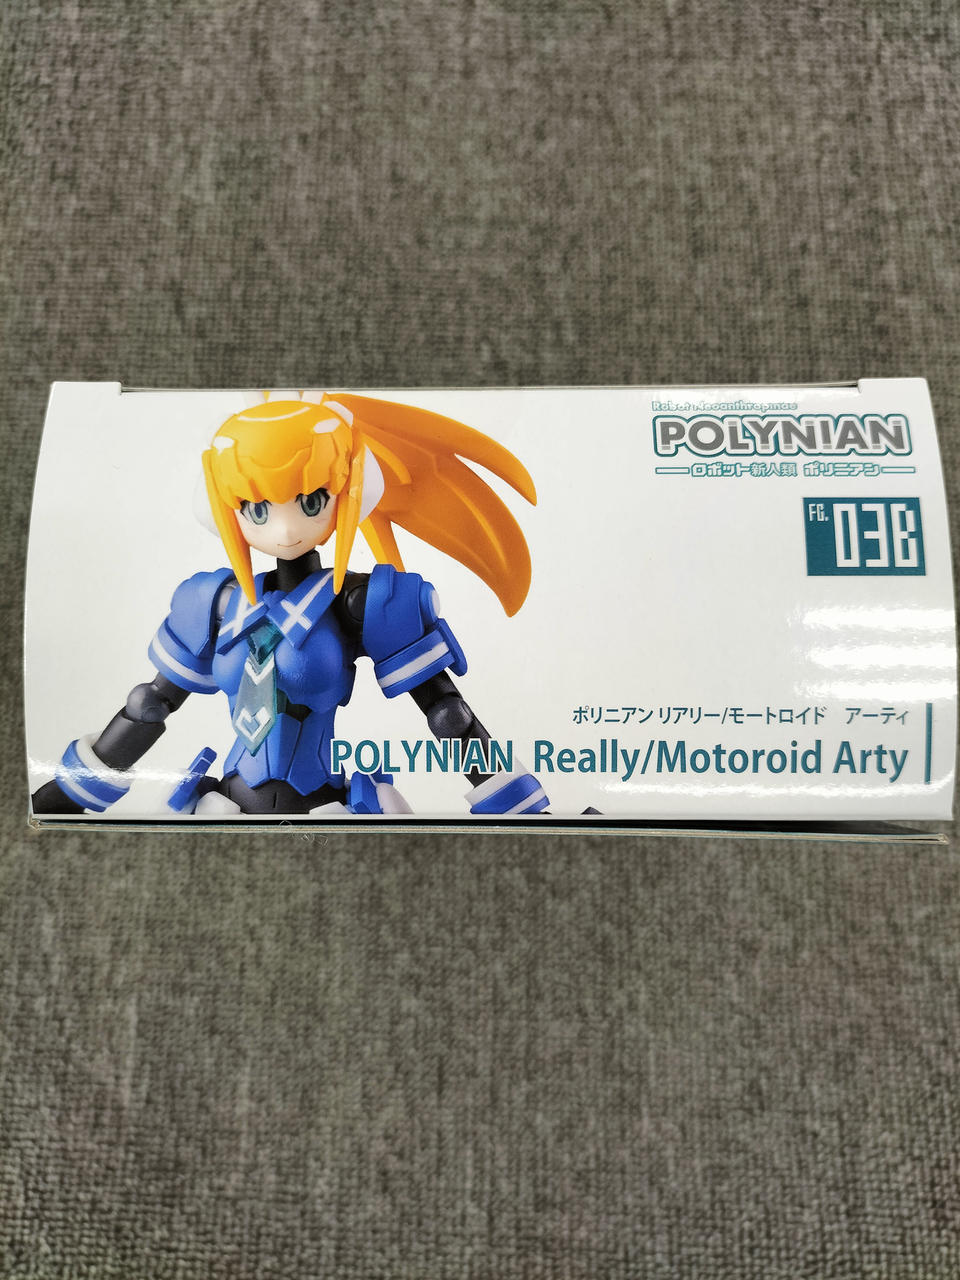 Robot Neoanthropinae
POLYNIAN
ロボット新人類 ポリニアン
FG. 03B
ポリニアン リアリー/モートロイド アーティ
POLYNIAN Really/Motoroid Arty